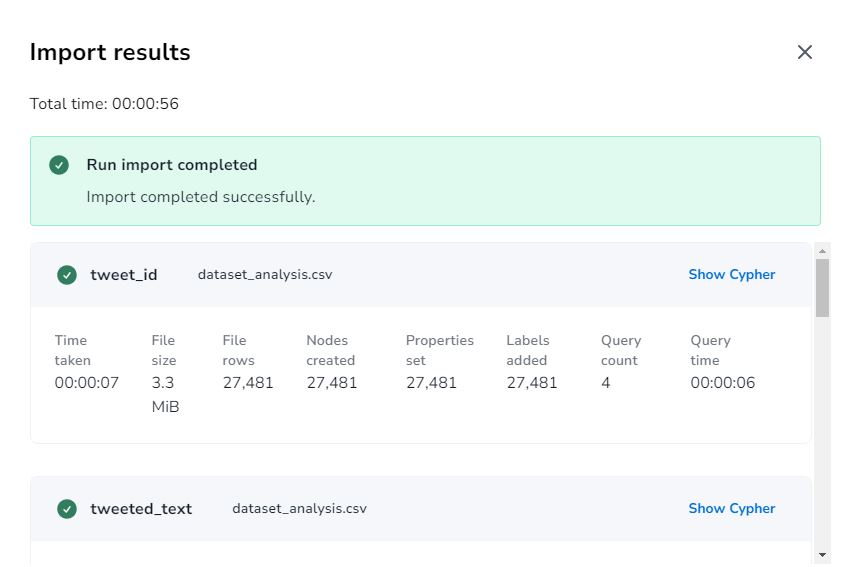 Import results
Total time: 00:00:56
Run import completed
Import completed successfully.
tweet_id dataset_analysis.csv Show Cypher
Time taken File size File rows Nodes created Properties set Labels added Query count Query time
00:00:07 3.3 MiB 27,481 27,481 27,481 27,481 4 00:00:06
tweeted_text dataset_analysis.csv Show Cypher